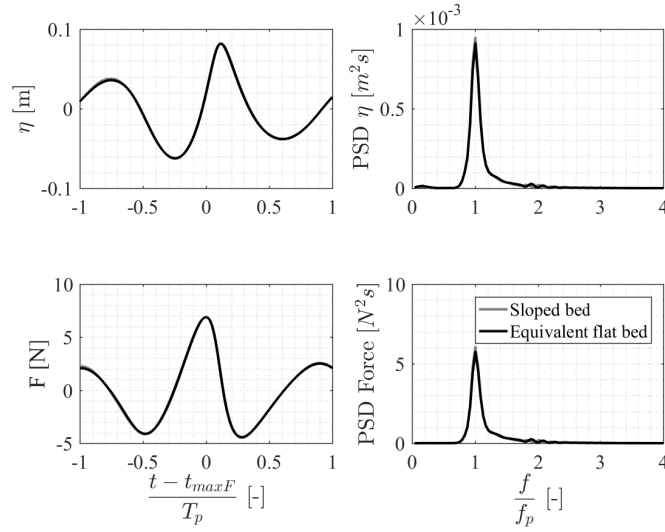 0.1
0
-0.1
η [m]
-1 -0.5 0 0.5 1
×10⁻³
1
0.5
0
PSD η [m²s]
0 1 2 3 4
10
5
0
-5
F [N]
-1 -0.5 0 0.5 1
t − t_maxF
T_p
[-]
10
5
0
PSD Force [N²s]
Sloped bed
Equivalent flat bed
0 1 2 3 4
f
f_p
[-]